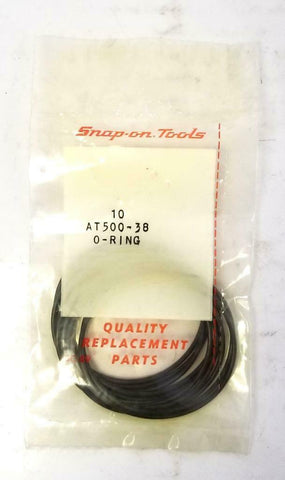 Snap-on Tools
10
AT500-38
O-RING
QUALITY
REPLACEMENT
PARTS